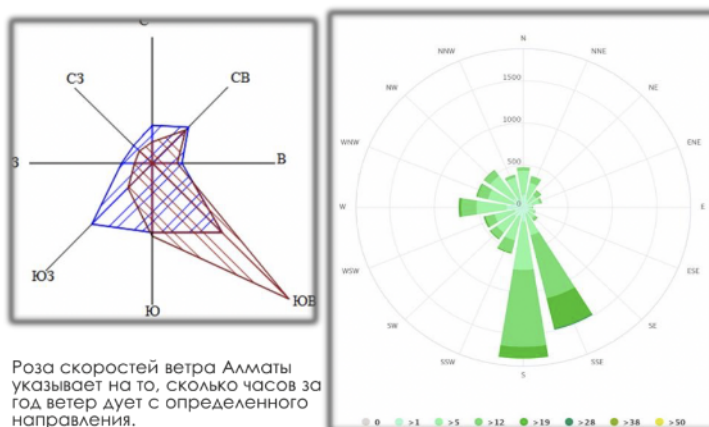 С
СЗ
СВ
З
В
ЮЗ
Ю
ЮВ
N
NNW
NNE
NW
NE
1500
1000
WNW
ENE
500
0
W
E
WSW
ESE
SW
SE
SSW
SSE
S
0 >1 >5 >12 >19 >28 >38 >50
Роза скоростей ветра Алматы
указывает на то, сколько часов за
год ветер дует с определенного
направления.